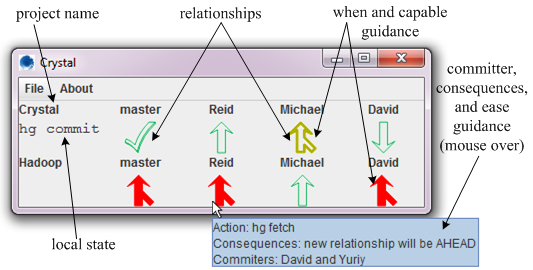 project name
relationships
when and capable
guidance
Crystal
File About
Crystal master Reid Michael David
hg commit
Hadoop master Reid Michael David
committer,
consequences,
and ease
guidance
(mouse over)
local state
Action: hg fetch
Consequences: new relationship will be AHEAD
Commiters: David and Yuriy